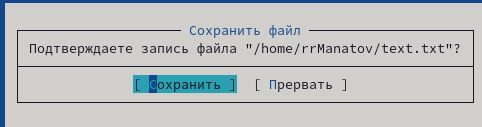 Сохранить файл
Подтверждаете запись файла "/home/rrManatov/text.txt"?
[ Сохранить ] [ Прервать ]